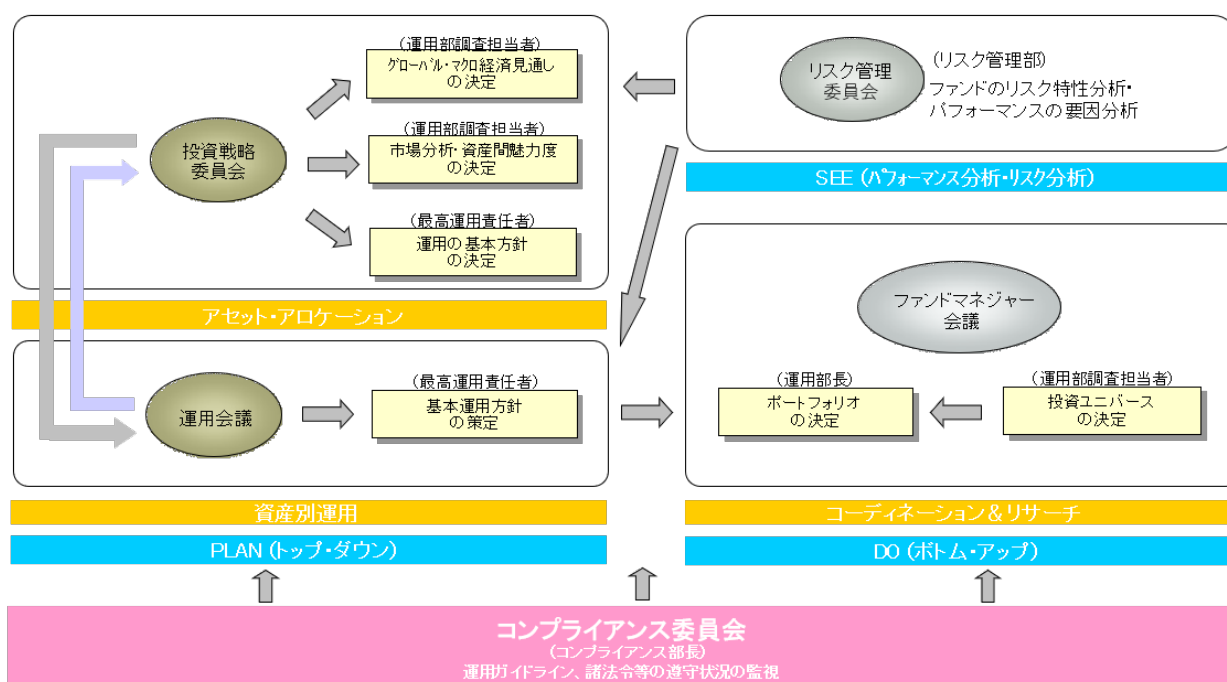 (運用部調査担当者)
グローバル・マクロ経済見通し
の決定
(運用部調査担当者)
市場分析・資産間魅力度
の決定
投資戦略
委員会
(最高運用責任者)
運用の基本方針
の決定
アセット・アロケーション
運用会議
(最高運用責任者)
基本運用方針
の策定
資産別運用
PLAN (トップ・ダウン)
リスク管理
委員会
(リスク管理部)
ファンドのリスク特性分析・
パフォーマンスの要因分析
SEE (パフォーマンス分析・リスク分析)
ファンドマネジャー
会議
(運用部長)
ポートフォリオ
の決定
(運用部調査担当者)
投資ユニバース
の決定
コーディネーション&リサーチ
DO (ボトム・アップ)
コンプライアンス委員会
(コンプライアンス部長)
運用ガイドライン、諸法令等の遵守状況の監視